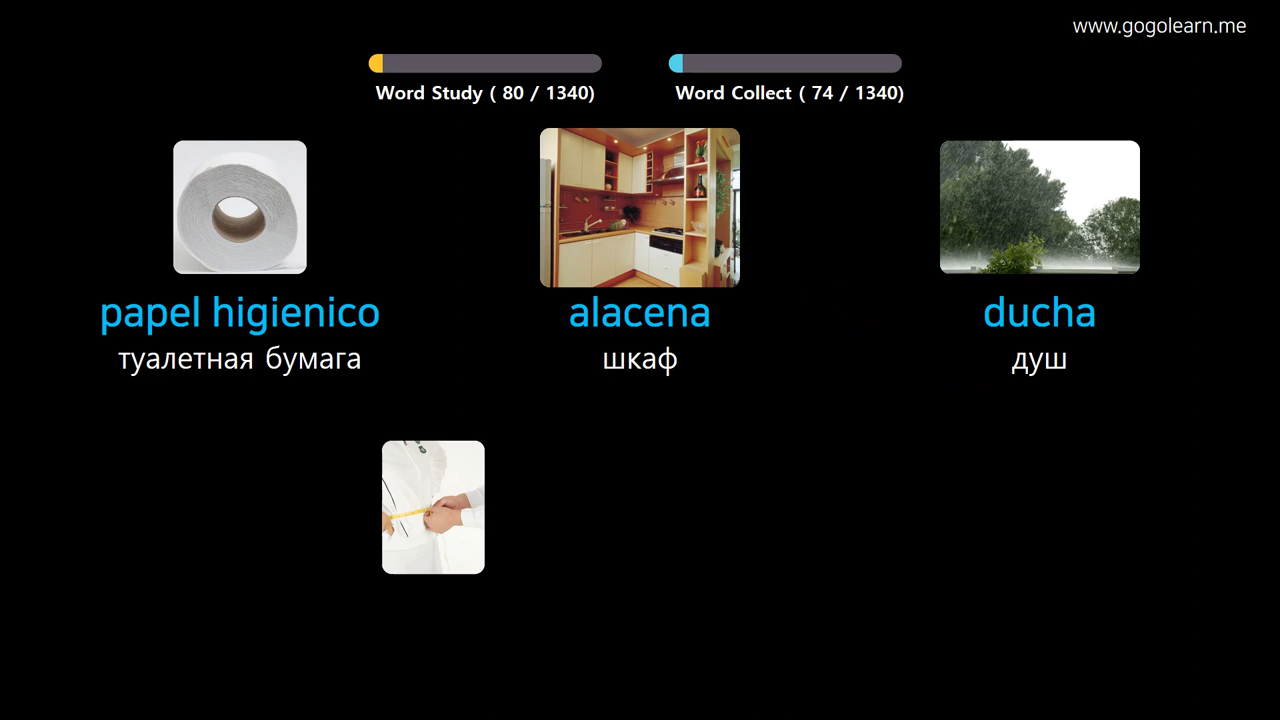 www.gogolearn.me
Word Study ( 80 / 1340)
Word Collect ( 74 / 1340)
papel higienico
туалетная бумага
alacena
шкаф
ducha
душ